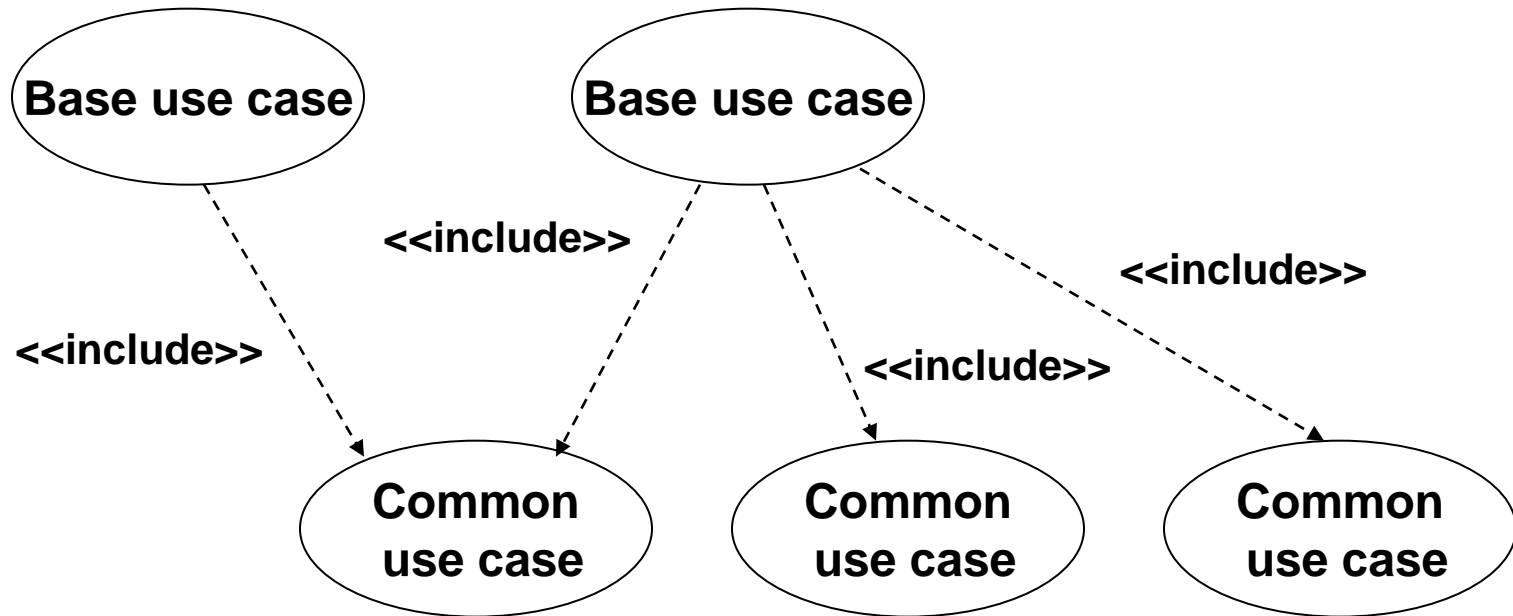 Base use case
Base use case
<<include>>
<<include>>
<<include>>
<<include>>
Common
use case
Common
use case
Common
use case